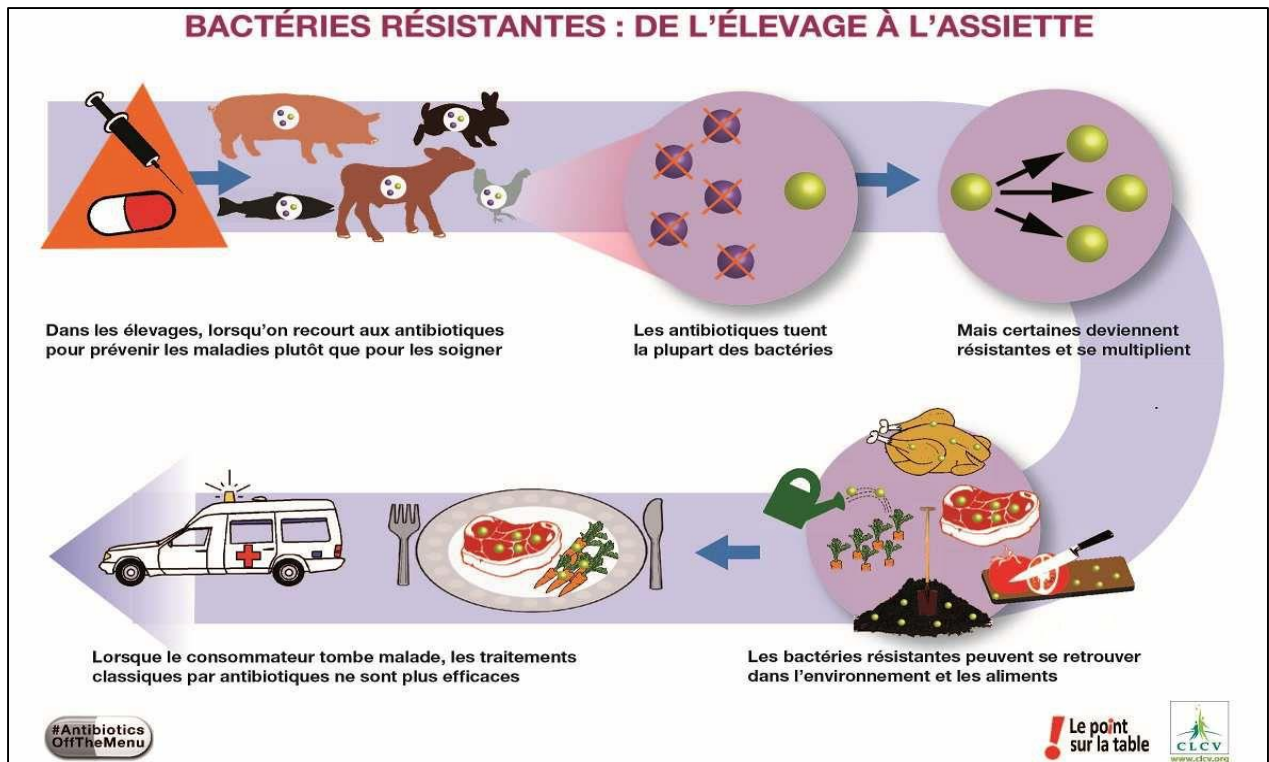 BACTÉRIES RÉSISTANTES : DE L'ÉLEVAGE À L'ASSIETTE
Dans les élevages, lorsqu'on recourt aux antibiotiques
pour prévenir les maladies plutôt que pour les soigner
Les antibiotiques tuent
la plupart des bactéries
Mais certaines deviennent
résistantes et se multiplient
Les bactéries résistantes peuvent se retrouver
dans l'environnement et les aliments
Lorsque le consommateur tombe malade, les traitements
classiques par antibiotiques ne sont plus efficaces
#Antibiotics
OffTheMenu
Le point
sur la table
CLCV
www.clcv.org